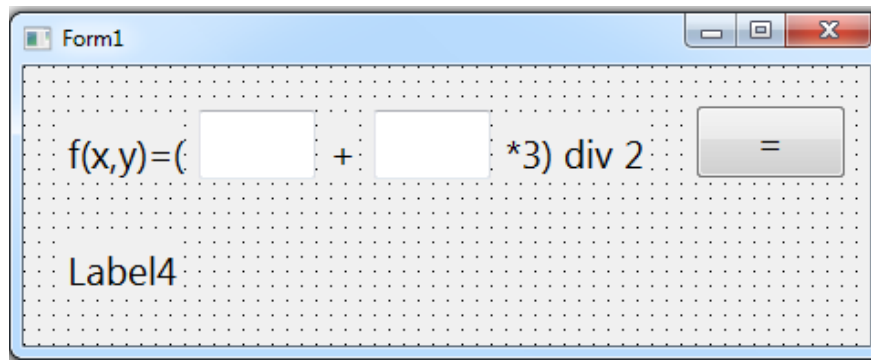 Form1
f(x,y)=( + *3) div 2 =
Label4